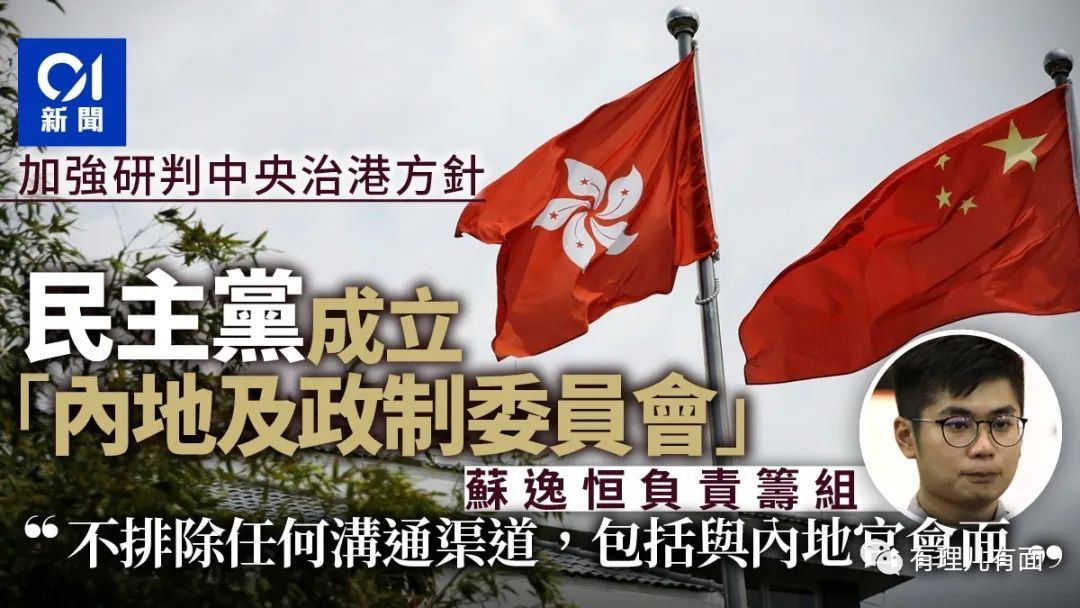 01
新聞
加強研判中央治港方針
民主黨成立
「內地及政制委員會」
蘇逸恒負責籌組
“不排除任何溝通渠道，包括與內地官會面”
有理儿有面